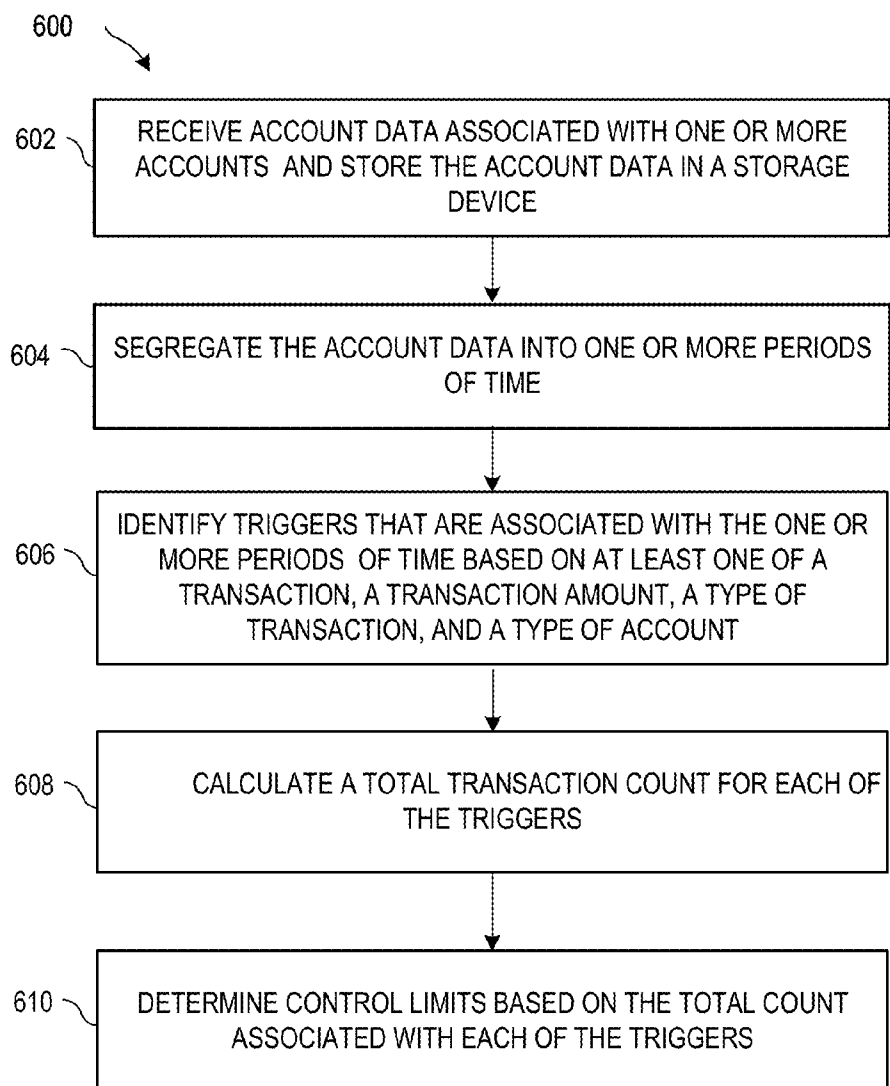 600
602
RECEIVE ACCOUNT DATA ASSOCIATED WITH ONE OR MORE
ACCOUNTS AND STORE THE ACCOUNT DATA IN A STORAGE
DEVICE
604
SEGREGATE THE ACCOUNT DATA INTO ONE OR MORE PERIODS
OF TIME
606
IDENTIFY TRIGGERS THAT ARE ASSOCIATED WITH THE ONE OR
MORE PERIODS OF TIME BASED ON AT LEAST ONE OF A
TRANSACTION, A TRANSACTION AMOUNT, A TYPE OF
TRANSACTION, AND A TYPE OF ACCOUNT
608
CALCULATE A TOTAL TRANSACTION COUNT FOR EACH OF
THE TRIGGERS
610
DETERMINE CONTROL LIMITS BASED ON THE TOTAL COUNT
ASSOCIATED WITH EACH OF THE TRIGGERS